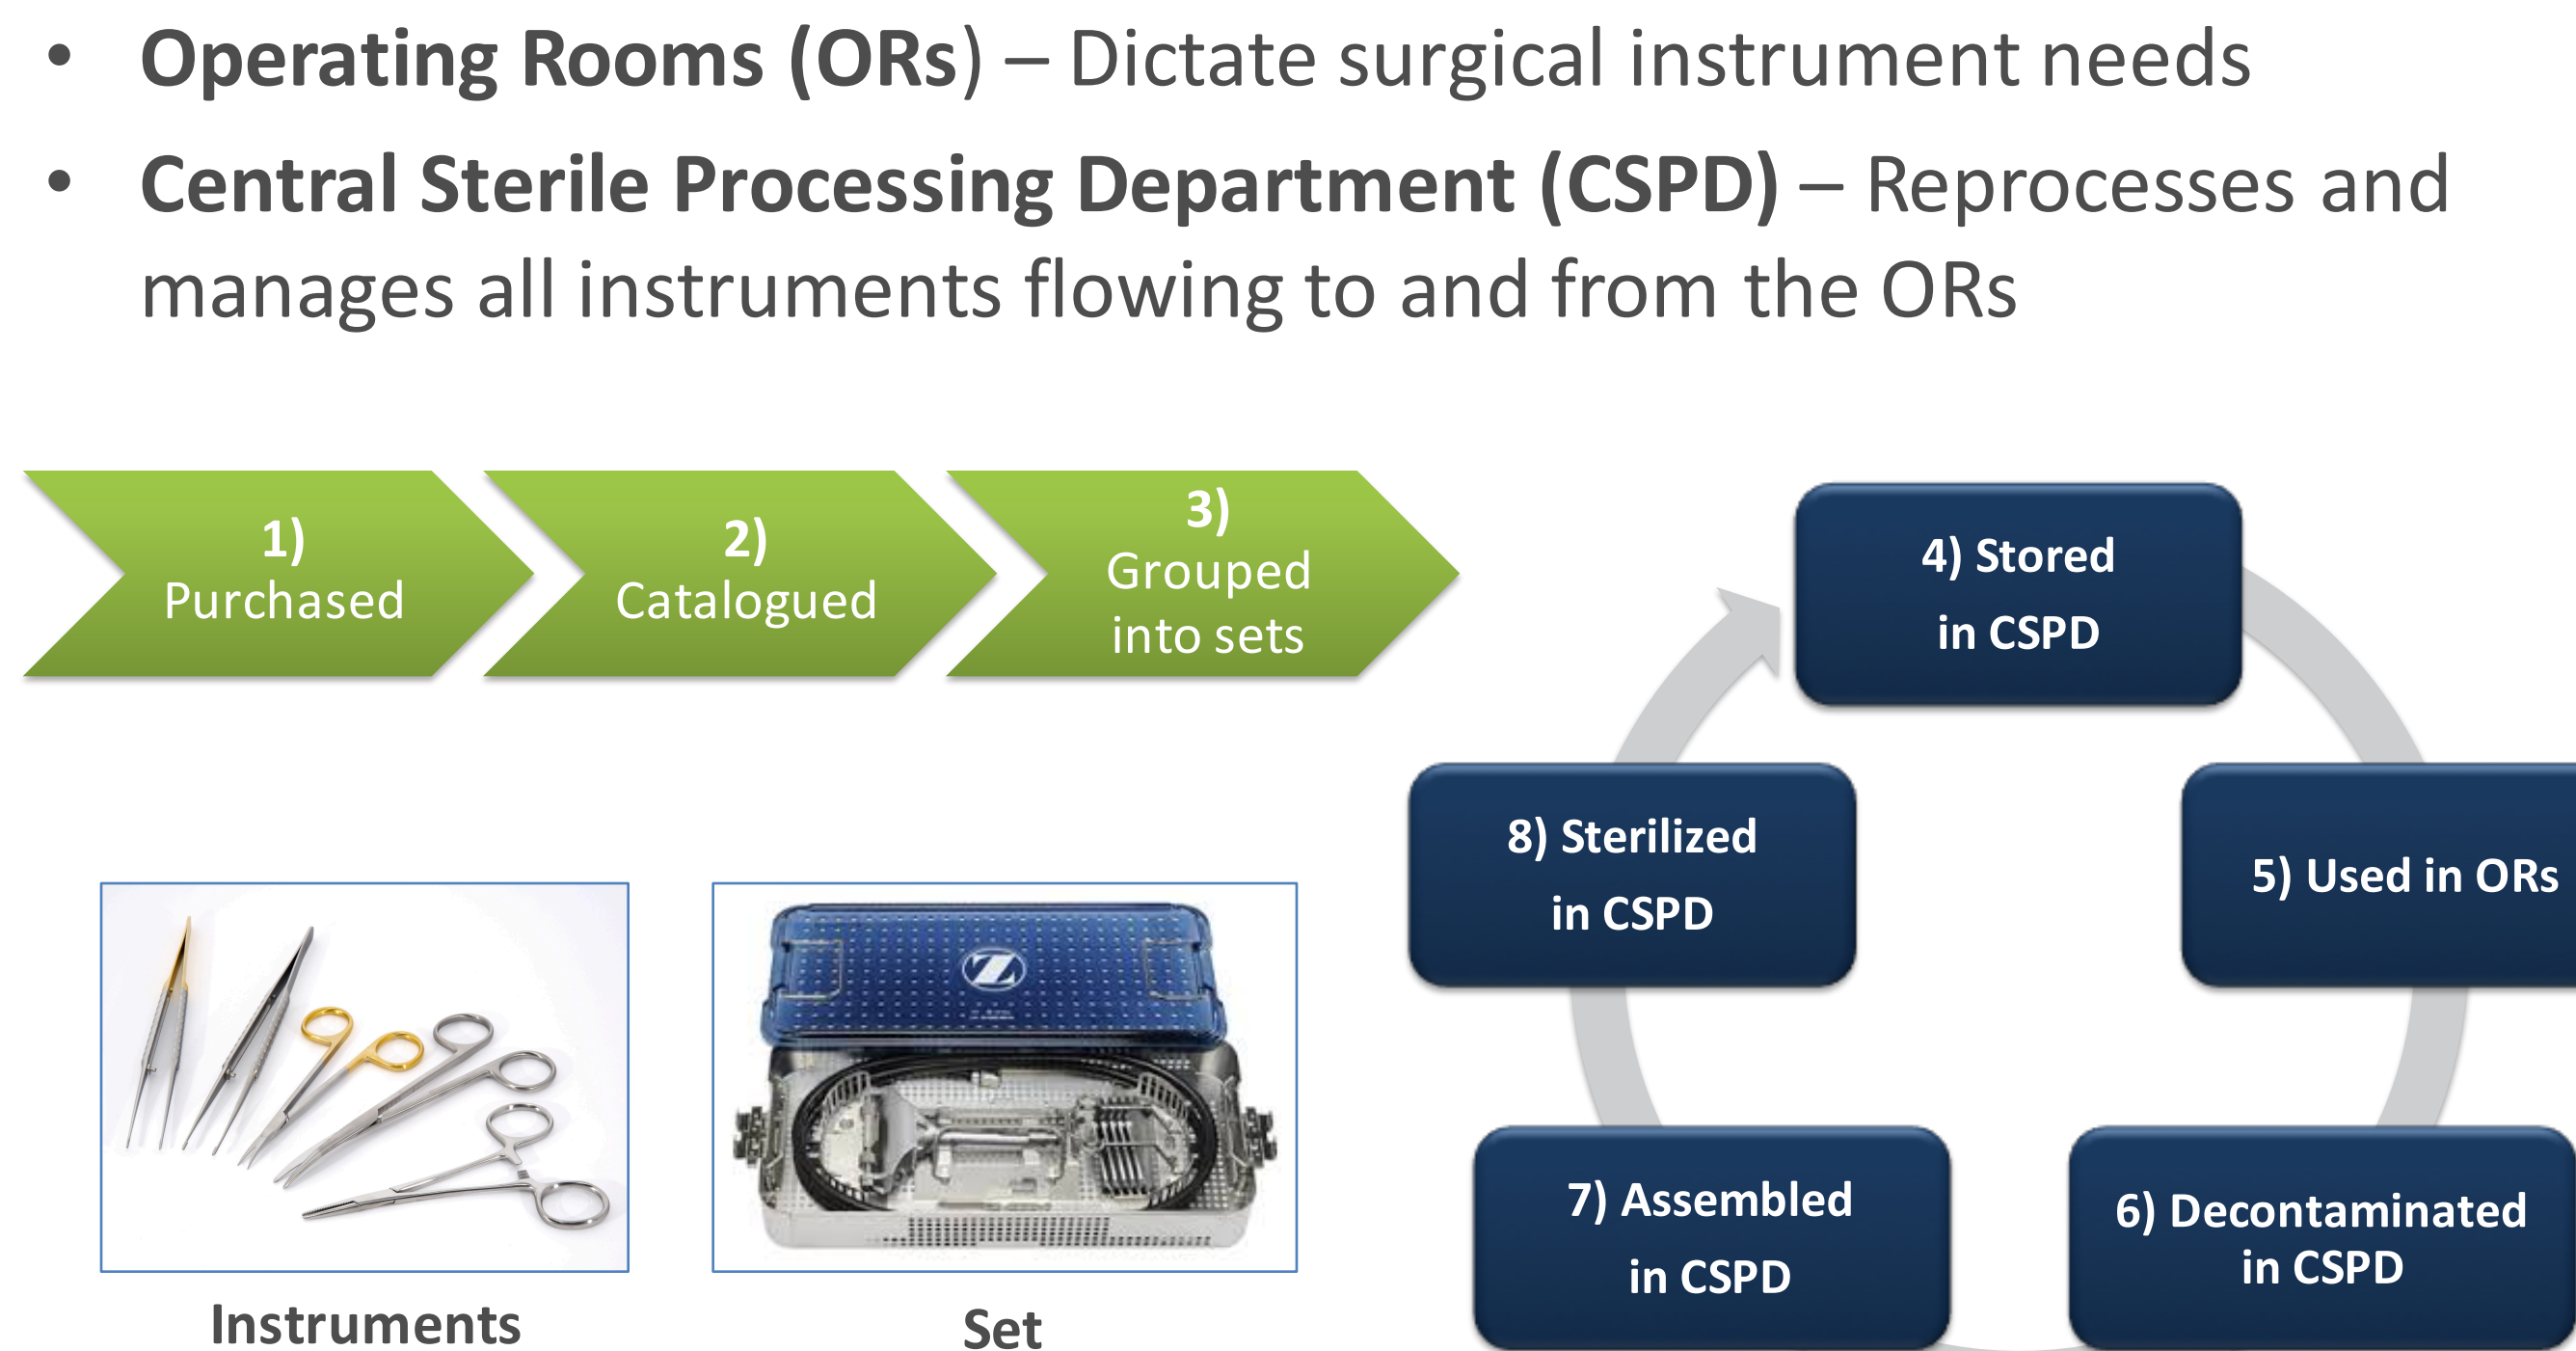 • Operating Rooms (ORs) – Dictate surgical instrument needs
• Central Sterile Processing Department (CSPD) – Reprocesses and
manages all instruments flowing to and from the ORs
1)
Purchased
2)
Catalogued
3)
Grouped
into sets
4) Stored
in CSPD
5) Used in ORs
6) Decontaminated
in CSPD
7) Assembled
in CSPD
8) Sterilized
in CSPD
Z
Instruments
Set